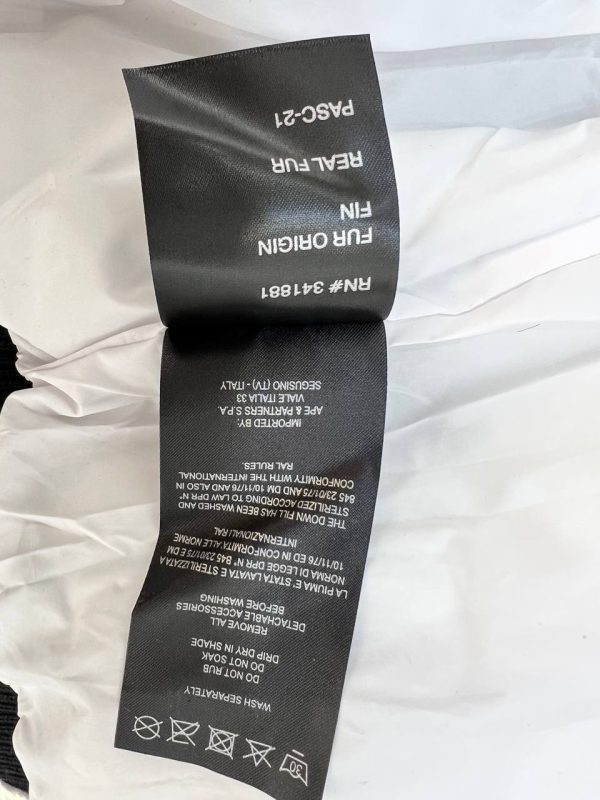 30
WASH SEPARATELY
DO NOT RUB
DO NOT SOAK
DRIP DRY IN SHADE
REMOVE ALL
DETACHABLE ACCESSORIES
BEFORE WASHING
LA PIUMA E' STATA LAVATA E STERILIZZATA A
NORMA DI LEGGE DPR N° 845 23/01/75 E DM
10/11/76 ED IN CONFORMITA ALLE NORME
INTERNAZIONALI RAL
THE DOWN FILL HAS BEEN WASHED AND
STERILIZED ACCORDING TO LAW DPR N°
845 23/01/75 AND DM 10/11/76 AND ALSO IN
CONFORMITY WITH THE INTERNATIONAL
RAL RULES.
IMPORTED BY:
APE & PARTNERS S.P.A.
VIALE ITALIA 33
SEGUSINO (TV) - ITALY
RN# 341881
FUR ORIGIN
FIN
REAL FUR
PASC-21